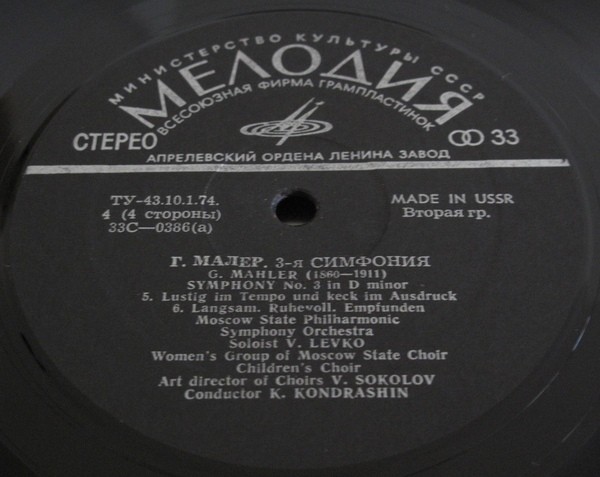 МИНИСТЕРСТВО КУЛЬТУРЫ СССР
МЕЛОДИЯ
ВСЕСОЮЗНАЯ ФИРМА ГРАМПЛАСТИНОК
СТЕРЕО
33
АПРЕЛЕВСКИЙ ОРДЕНА ЛЕНИНА ЗАВОД
ТУ-43.10.1.74.
4 (4 стороны)
33С—0386(а)
MADE IN USSR
Вторая гр.
Г. МАЛЕР. 3-я СИМФОНИЯ
G. MAHLER (1860—1911)
SYMPHONY No. 3 in D minor
5. Lustig im Tempo und keck im Ausdruck
6. Langsam. Ruhevoll. Empfunden
Moscow State Philharmonic
Symphony Orchestra
Soloist V. LEVKO
Women's Group of Moscow State Choir
Children's Choir
Art director of Choirs V. SOKOLOV
Conductor K. KONDRASHIN